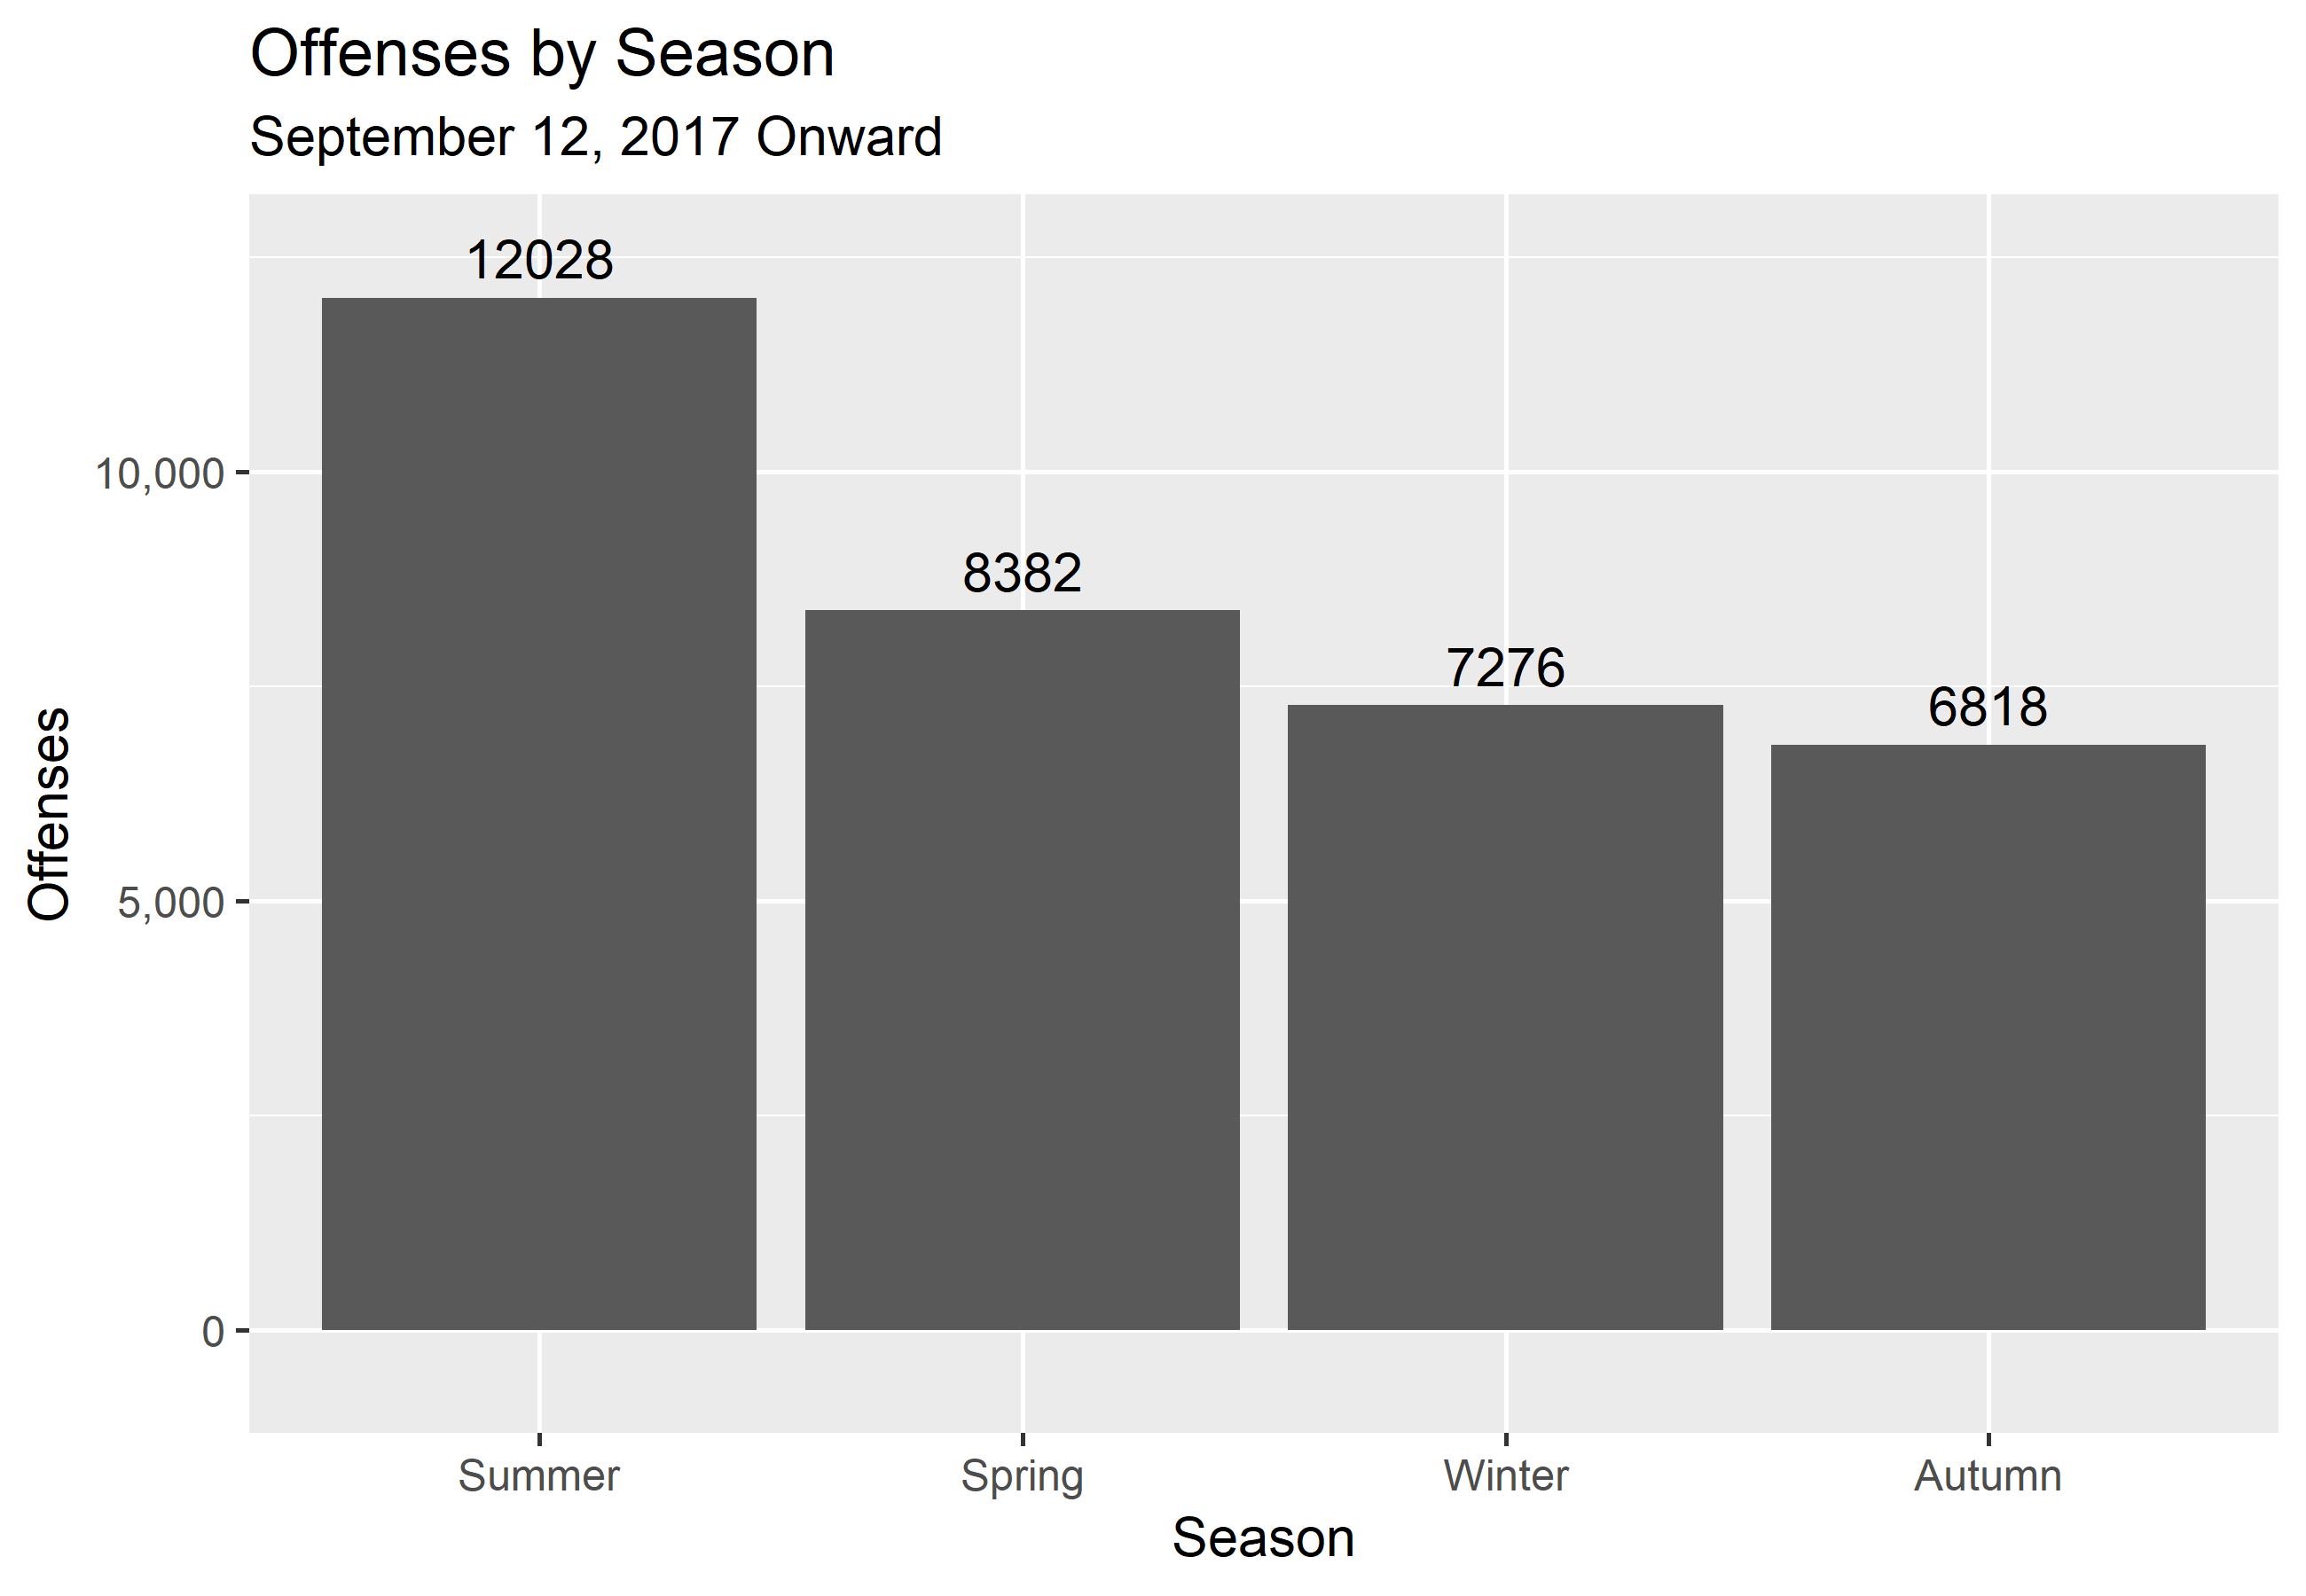 Offenses by Season
September 12, 2017 Onward
12028
8382
7276
6818
10,000
5,000
0
Offenses
Summer Spring Winter Autumn
Season